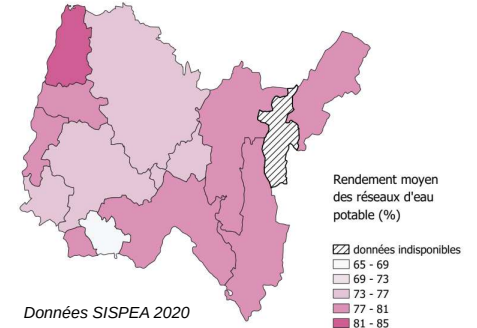 Rendement moyen
des réseaux d'eau
potable (%)
données indisponibles
65 - 69
69 - 73
73 - 77
77 - 81
81 - 85
Données SISPEA 2020